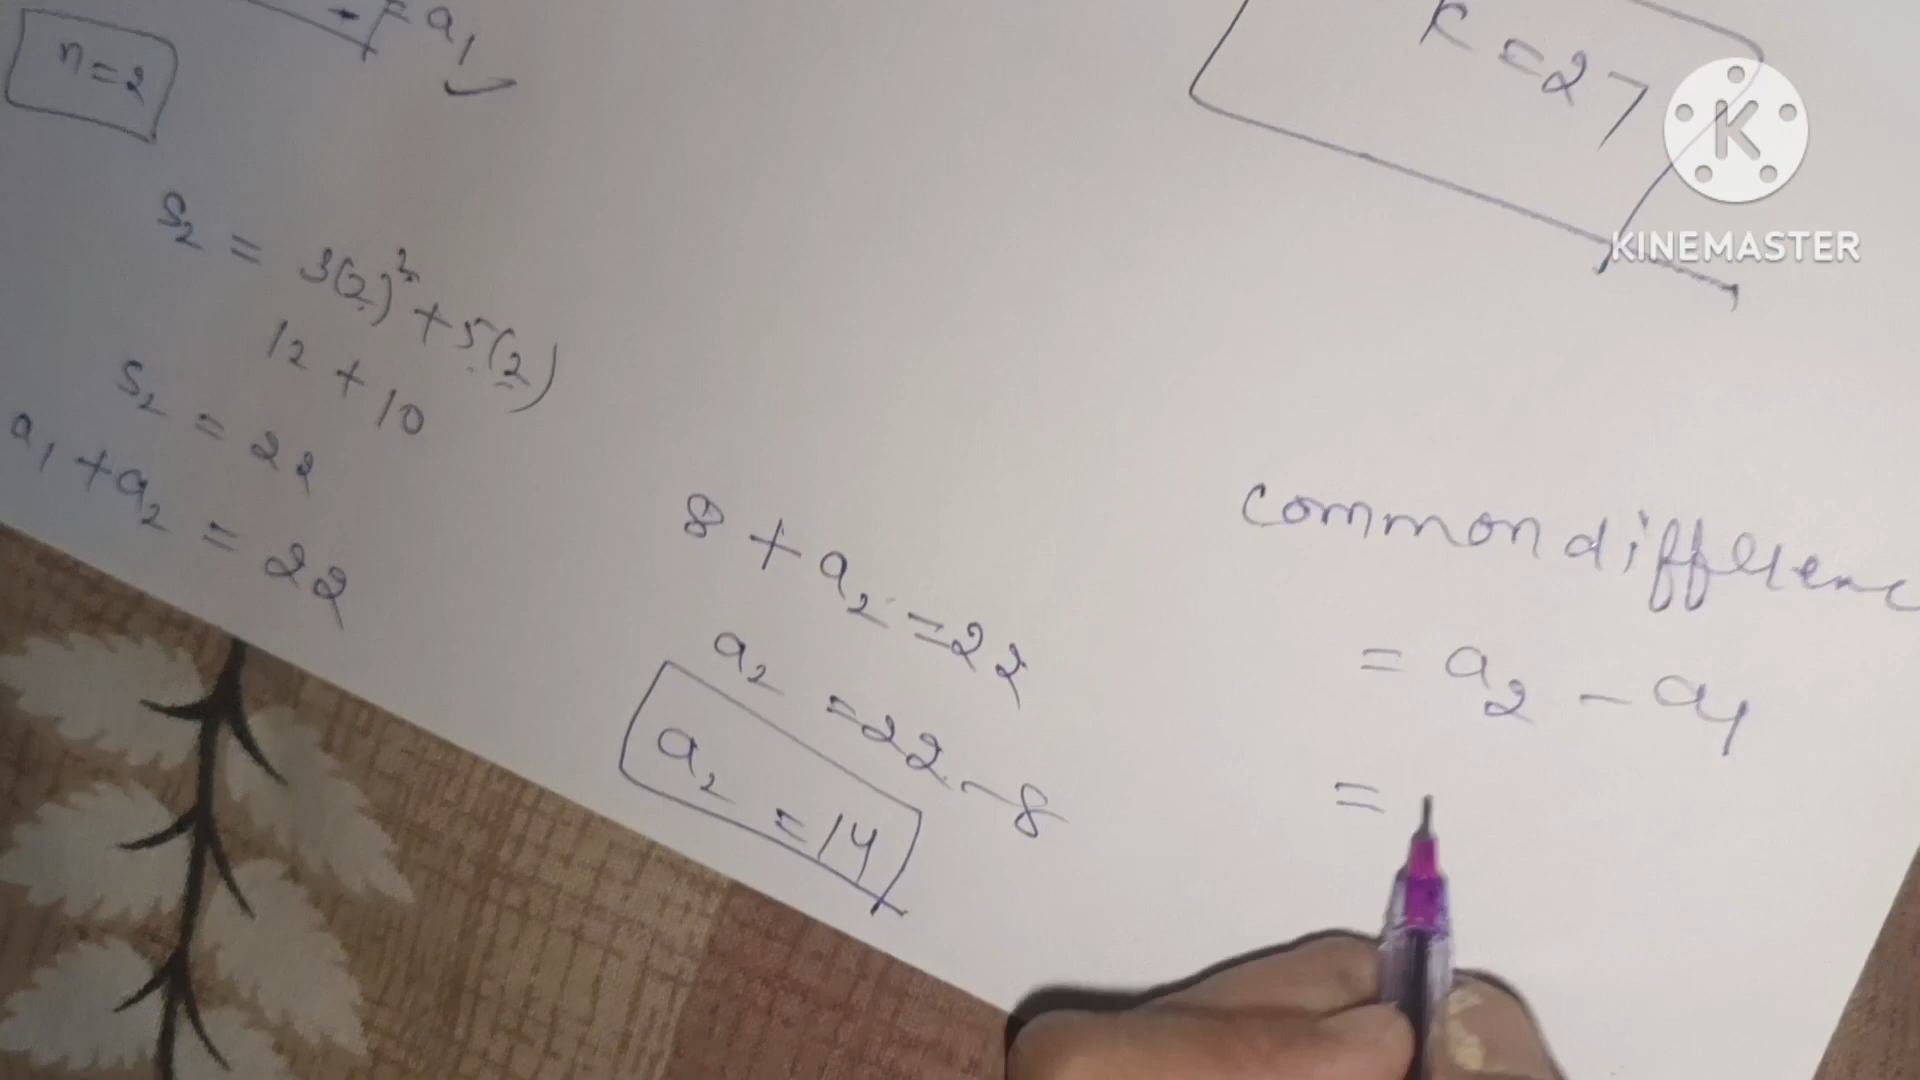 = a1
n=2
S2 = 3(2)² + 5(2)
12 + 10
S2 = 22
a1 + a2 = 22
8 + a2 = 22
a2 = 22 - 8
a2 = 14
K = 27
K
KINEMASTER
common differenc
= a2 - a1
=